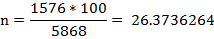 n = 1576 * 100 / 5868 = 26.3736264